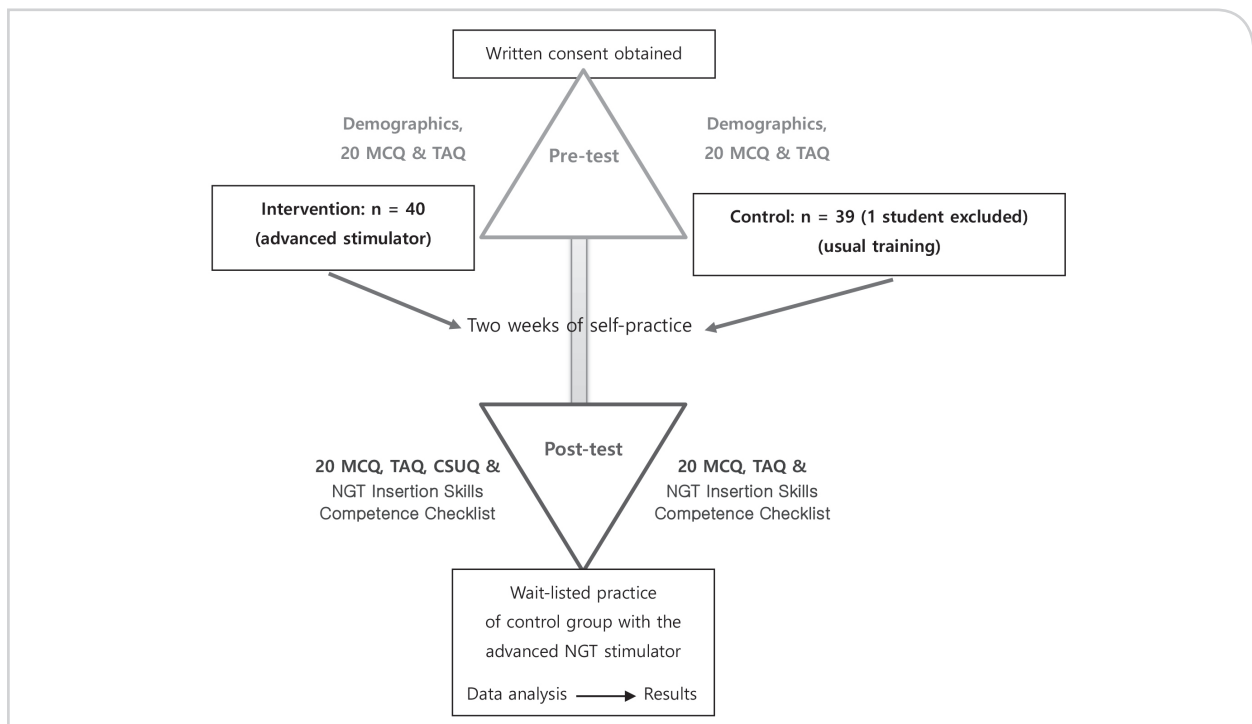 Written consent obtained
Demographics,
20 MCQ & TAQ
Pre-test
Demographics,
20 MCQ & TAQ
Intervention: n = 40
(advanced stimulator)
Control: n = 39 (1 student excluded)
(usual training)
Two weeks of self-practice
Post-test
20 MCQ, TAQ, CSUQ &
NGT Insertion Skills
Competence Checklist
20 MCQ, TAQ &
NGT Insertion Skills
Competence Checklist
Wait-listed practice
of control group with the
advanced NGT stimulator
Data analysis Results